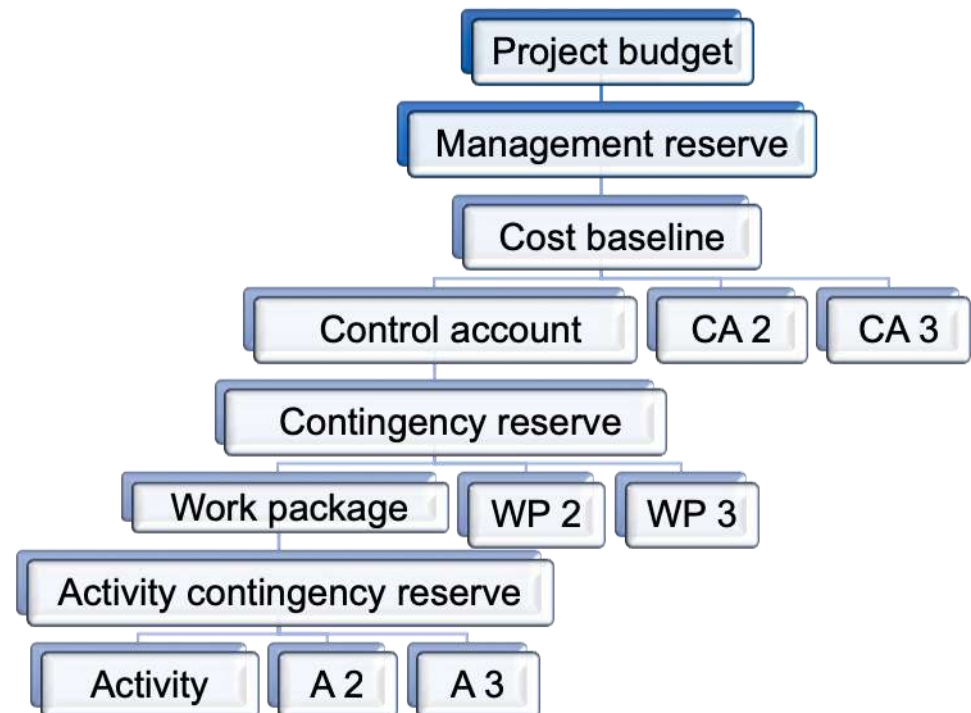 Project budget
Management reserve
Cost baseline
Control account
CA 2
CA 3
Contingency reserve
Work package
WP 2
WP 3
Activity contingency reserve
Activity
A 2
A 3